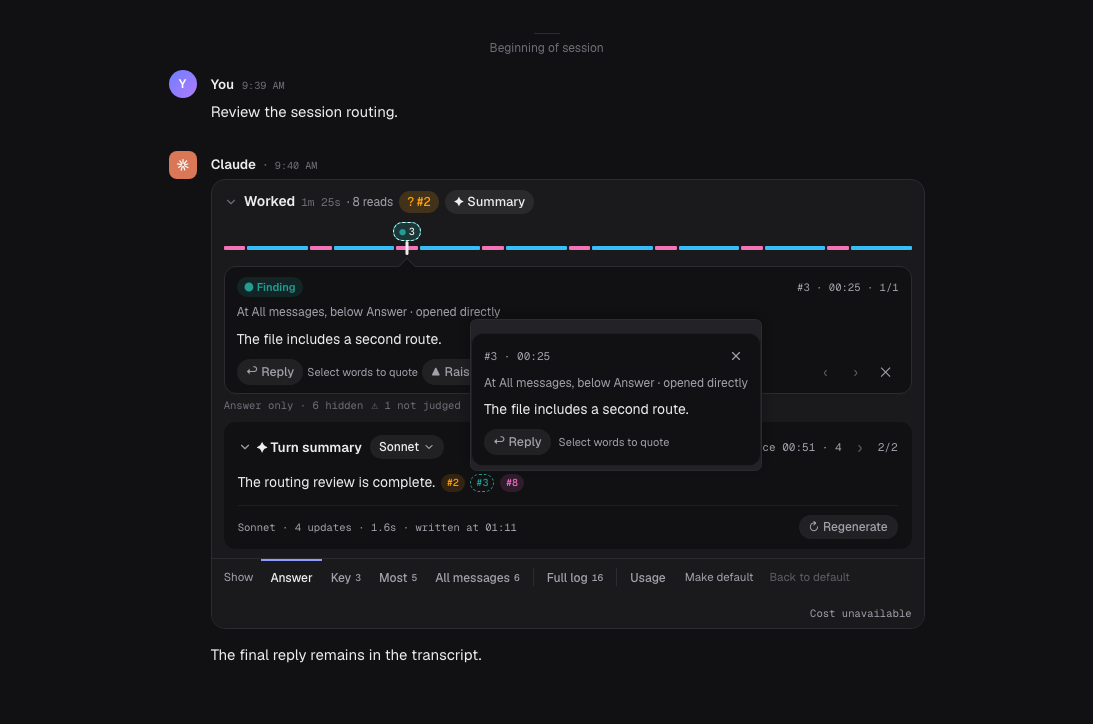 Beginning of session
Y You 9:39 AM
Review the session routing.
Claude · 9:40 AM
Worked 1m 25s · 8 reads ? #2 ✦ Summary
3
Finding #3 · 00:25 · 1/1
At All messages, below Answer · opened directly
The file includes a second route.
↩ Reply Select words to quote ▲ Rais ‹ › ×
#3 · 00:25 ×
At All messages, below Answer · opened directly
The file includes a second route.
↩ Reply Select words to quote
Answer only · 6 hidden ⚠ 1 not judged
✦ Turn summary Sonnet ce 00:51 · 4 › 2/2
The routing review is complete. #2 #3 #8
Sonnet · 4 updates · 1.6s · written at 01:11 Regenerate
Show Answer Key 3 Most 5 All messages 6 Full log 16 Usage Make default Back to default
Cost unavailable
The final reply remains in the transcript.